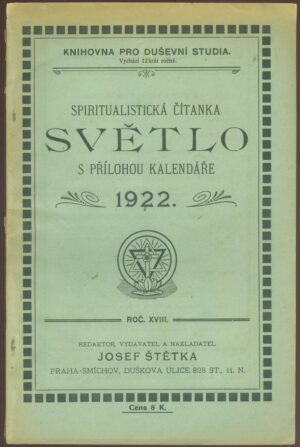 KNIHOVNA PRO DUŠEVNÍ STUDIA.
Vychází 12krát ročně.
SPIRITUALISTICKÁ ČÍTANKA
SVĚTLO
S PŘÍLOHOU KALENDÁŘE
1922.
ROČ. XVIII.
REDAKTOR, VYDAVATEL A NAKLADATEL
JOSEF ŠTĚTKA
PRAHA-SMÍCHOV, DUŠKOVA ULICE 828 ST., 11. N.
Cena 8 K.